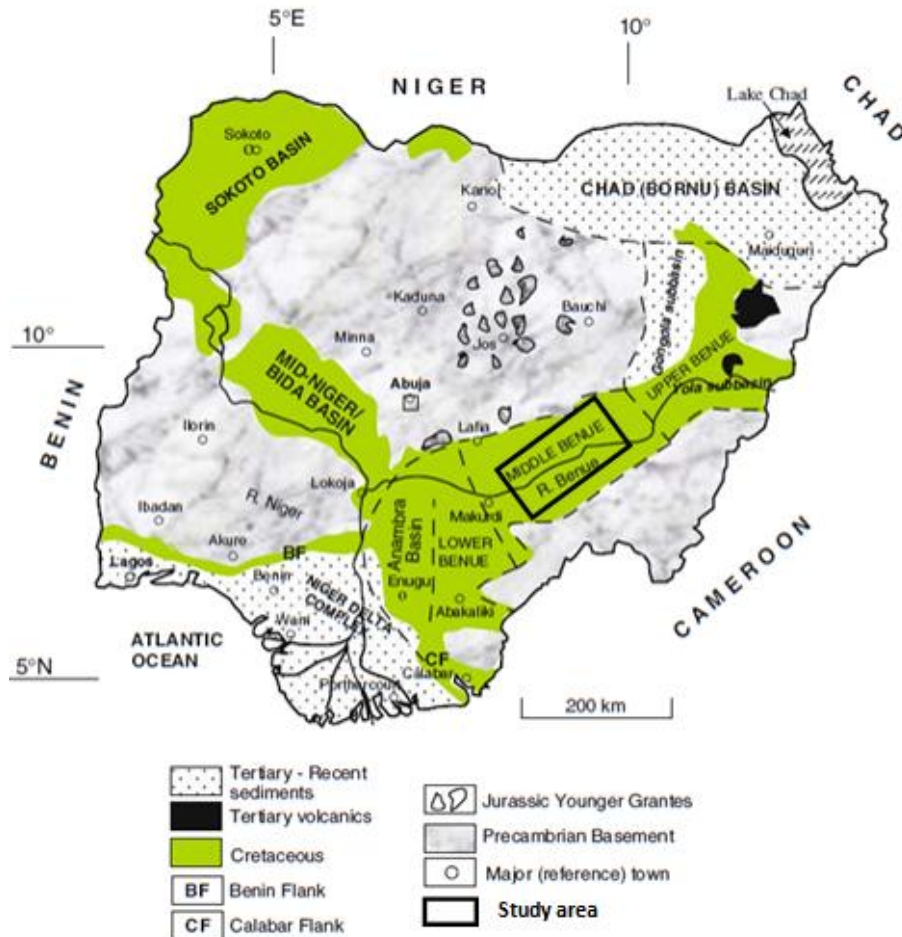 5°E
10°
NIGER
CHAD
Lake Chad
Sokoto
SOKOTO BASIN
Kano
CHAD (BORNU) BASIN
Maiduguri
Kaduna
Bauchi
Gongola subbasin
10°
Minna
Jos
UPPER BENUE
Yola subbasin
MID-NIGER/
BIDA BASIN
Abuja
BENIN
Ilorin
Lafia
MIDDLE BENUE
R. Benue
Lokoja
R. Niger
Makurdi
Ibadan
Anambra
Basin
LOWER
BENUE
CAMEROON
Akure
BF
Lagos
Benin
Enugu
Abakaliki
NIGER DELTA
COMPLEX
Warri
ATLANTIC
OCEAN
CF
Calabar
5°N
Portharcourt
200 km
Tertiary - Recent
sediments
Tertiary volcanics
Cretaceous
BF
Benin Flank
CF
Calabar Flank
Jurassic Younger Grantes
Precambrian Basement
Major (reference) town
Study area